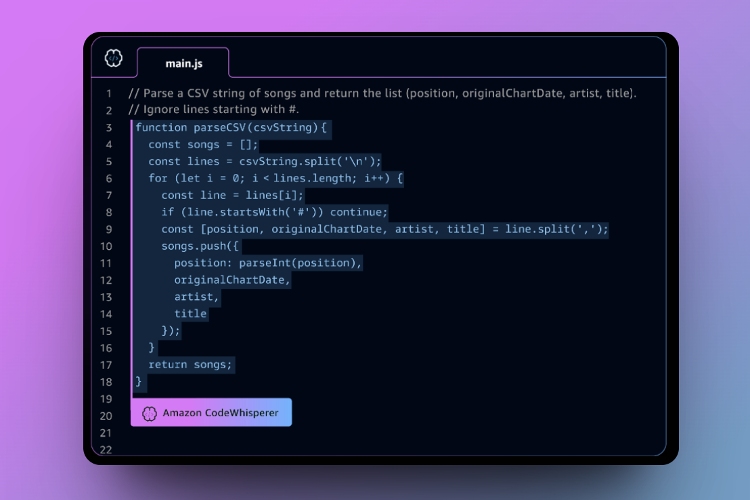 main.js
1 // Parse a CSV string of songs and return the list (position, originalChartDate, artist, title).
2 // Ignore lines starting with #.
3 function parseCSV(csvString){
4 const songs = [];
5 const lines = csvString.split('\n');
6 for (let i = 0; i < lines.length; i++) {
7 const line = lines[i];
8 if (line.startsWith('#')) continue;
9 const [position, originalChartDate, artist, title] = line.split(',');
10 songs.push({
11 position: parseInt(position),
12 originalChartDate,
13 artist,
14 title
15 });
16 }
17 return songs;
18 }
19
20 Amazon CodeWhisperer
21
22